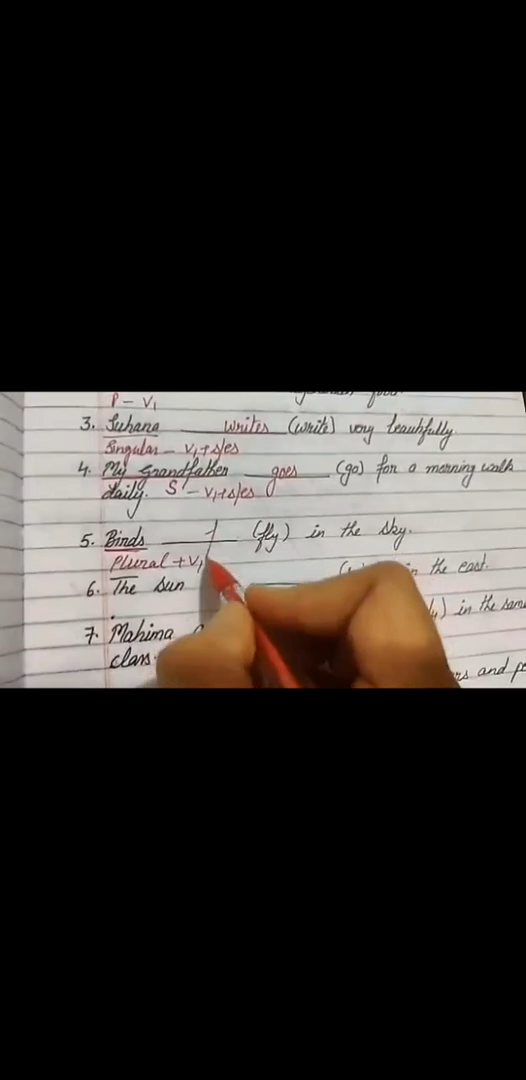 P - V1
3. Suhana writes (write) very beautifully.
Singular - V1+s/es
4. My Grandfather goes (go) for a morning walk
daily. S - V1+s/es
5. Birds f (fly) in the sky.
Plural + V1
6. The Sun in the east.
7. Mahima in the same
class. and